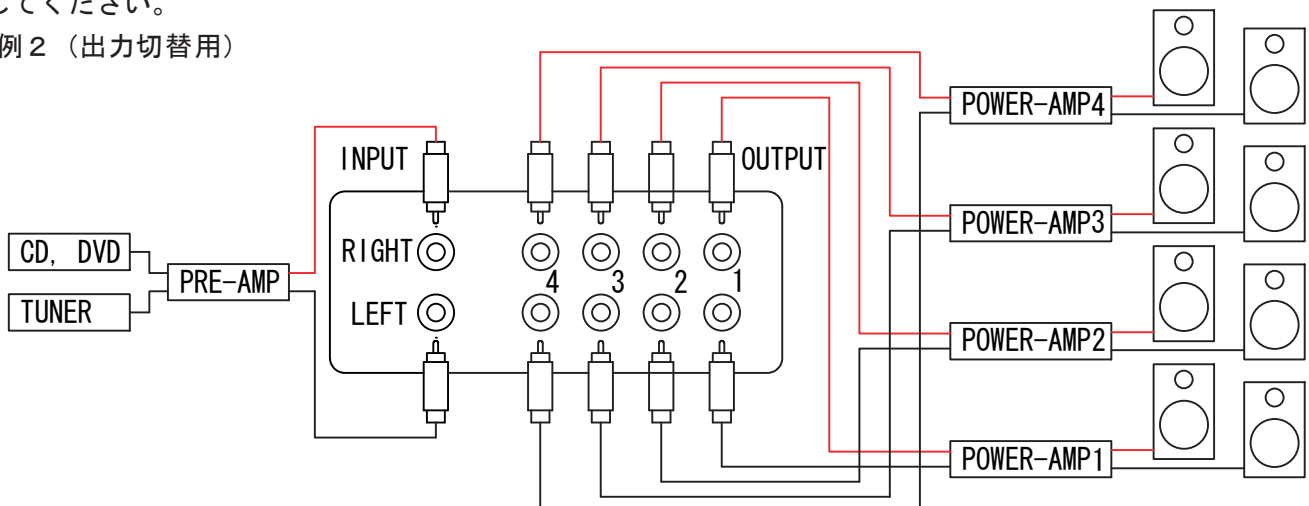 してください。
例２（出力切替用）
INPUT
OUTPUT
RIGHT
LEFT
4 3 2 1
CD, DVD
TUNER
PRE-AMP
POWER-AMP4
POWER-AMP3
POWER-AMP2
POWER-AMP1